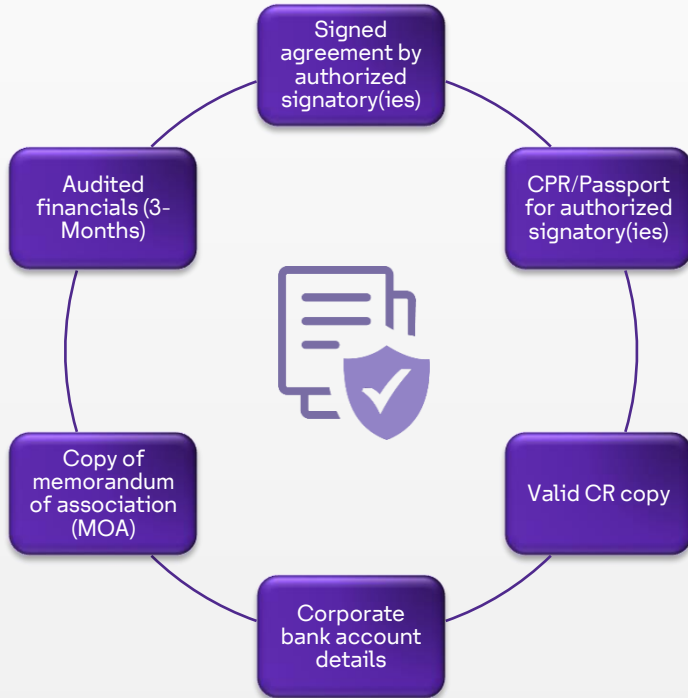 Signed
agreement by
authorized
signatory(ies)
CPR/Passport
for authorized
signatory(ies)
Valid CR copy
Corporate
bank account
details
Copy of
memorandum
of association
(MOA)
Audited
financials (3-
Months)